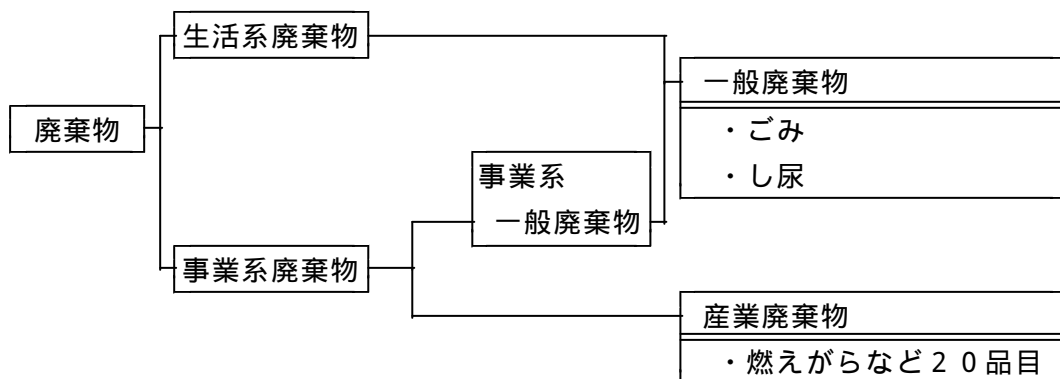 廃棄物
生活系廃棄物
事業系廃棄物
事業系
一般廃棄物
一般廃棄物
・ごみ
・し尿
産業廃棄物
・燃えがらなど２０品目